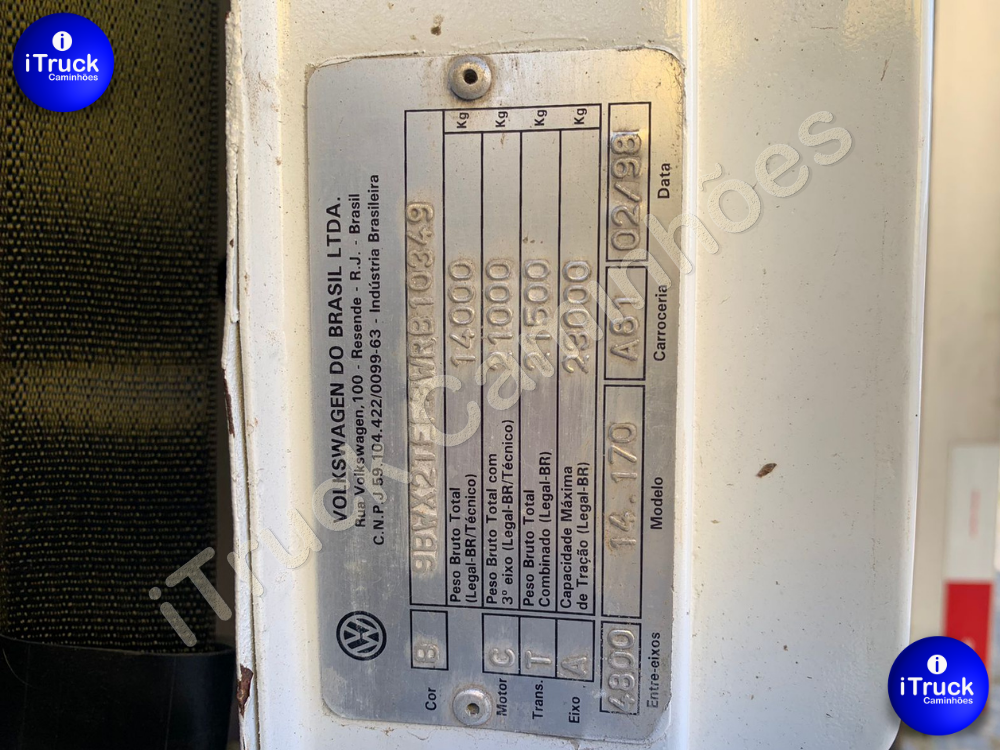 i
iTruck
Caminhões
VOLKSWAGEN DO BRASIL LTDA.
Rua Volkswagen, 100 - Resende - R.J. - Brasil
C.N.P.J 59.104.422/0099-63 - Indústria Brasileira
Cor B
Peso Bruto Total
(Legal-BR/Técnico)
14000 Kg
Motor C
Peso Bruto Total com
3º eixo (Legal-BR/Técnico)
21000 Kg
Trans. T
Peso Bruto Total
Combinado (Legal-BR)
21500 Kg
Eixo A
Capacidade Máxima
de Tração (Legal-BR)
23000 Kg
4800 14.170 A81 02/98
Entre-eixos Modelo Carroceria Data
iTruck Caminhões
i
iTruck
Caminhões